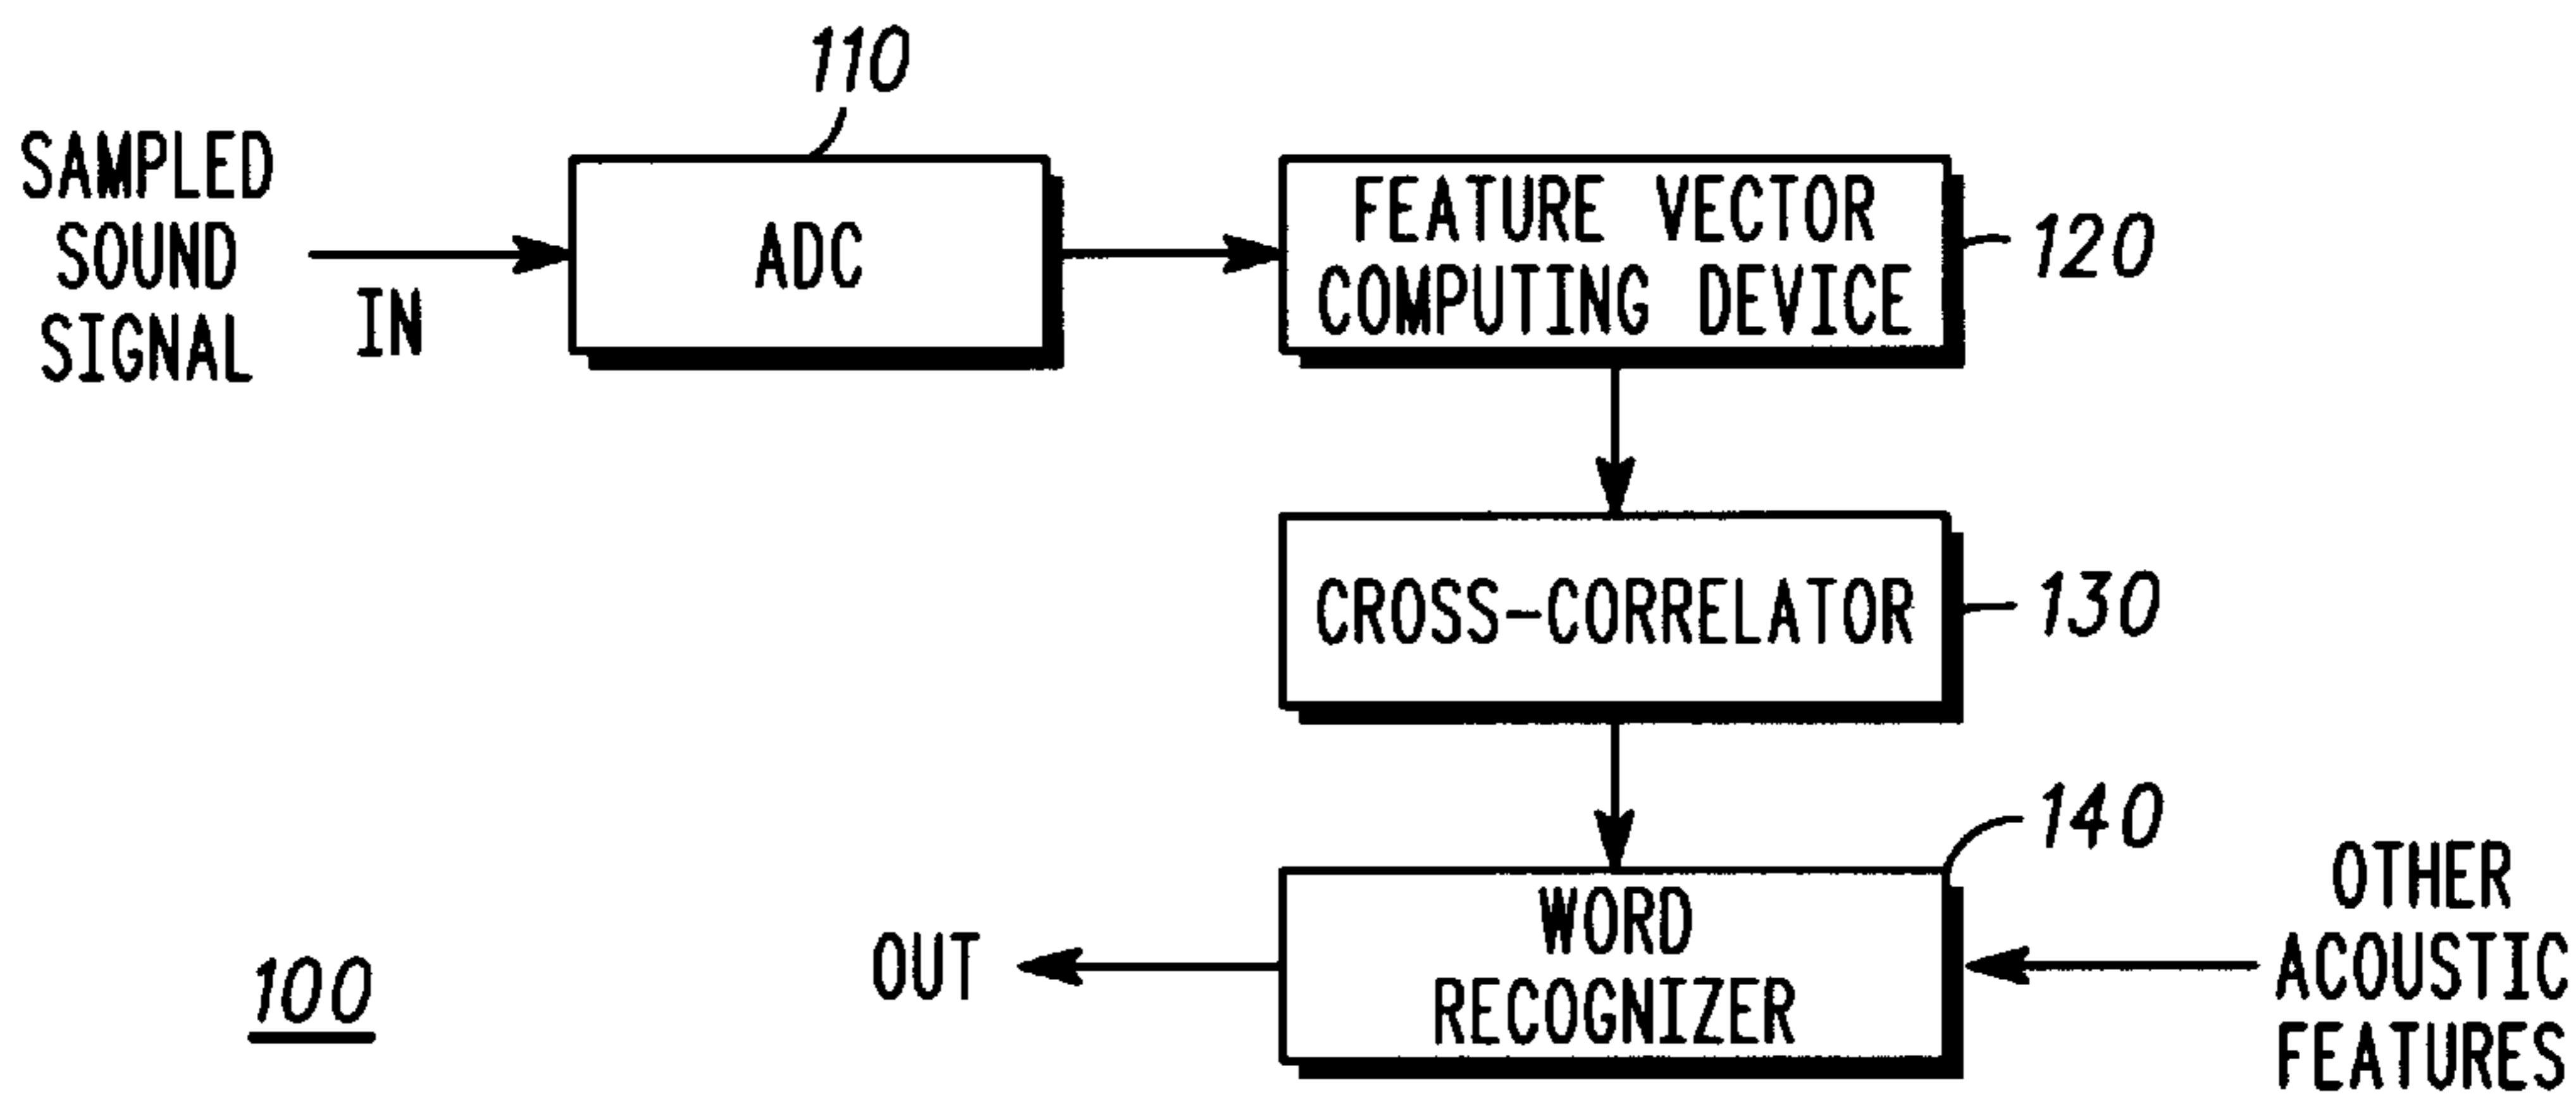 110
SAMPLED
SOUND
SIGNAL
IN
ADC
FEATURE VECTOR
COMPUTING DEVICE
120
CROSS-CORRELATOR
130
140
WORD
RECOGNIZER
OUT
OTHER
ACOUSTIC
FEATURES
100